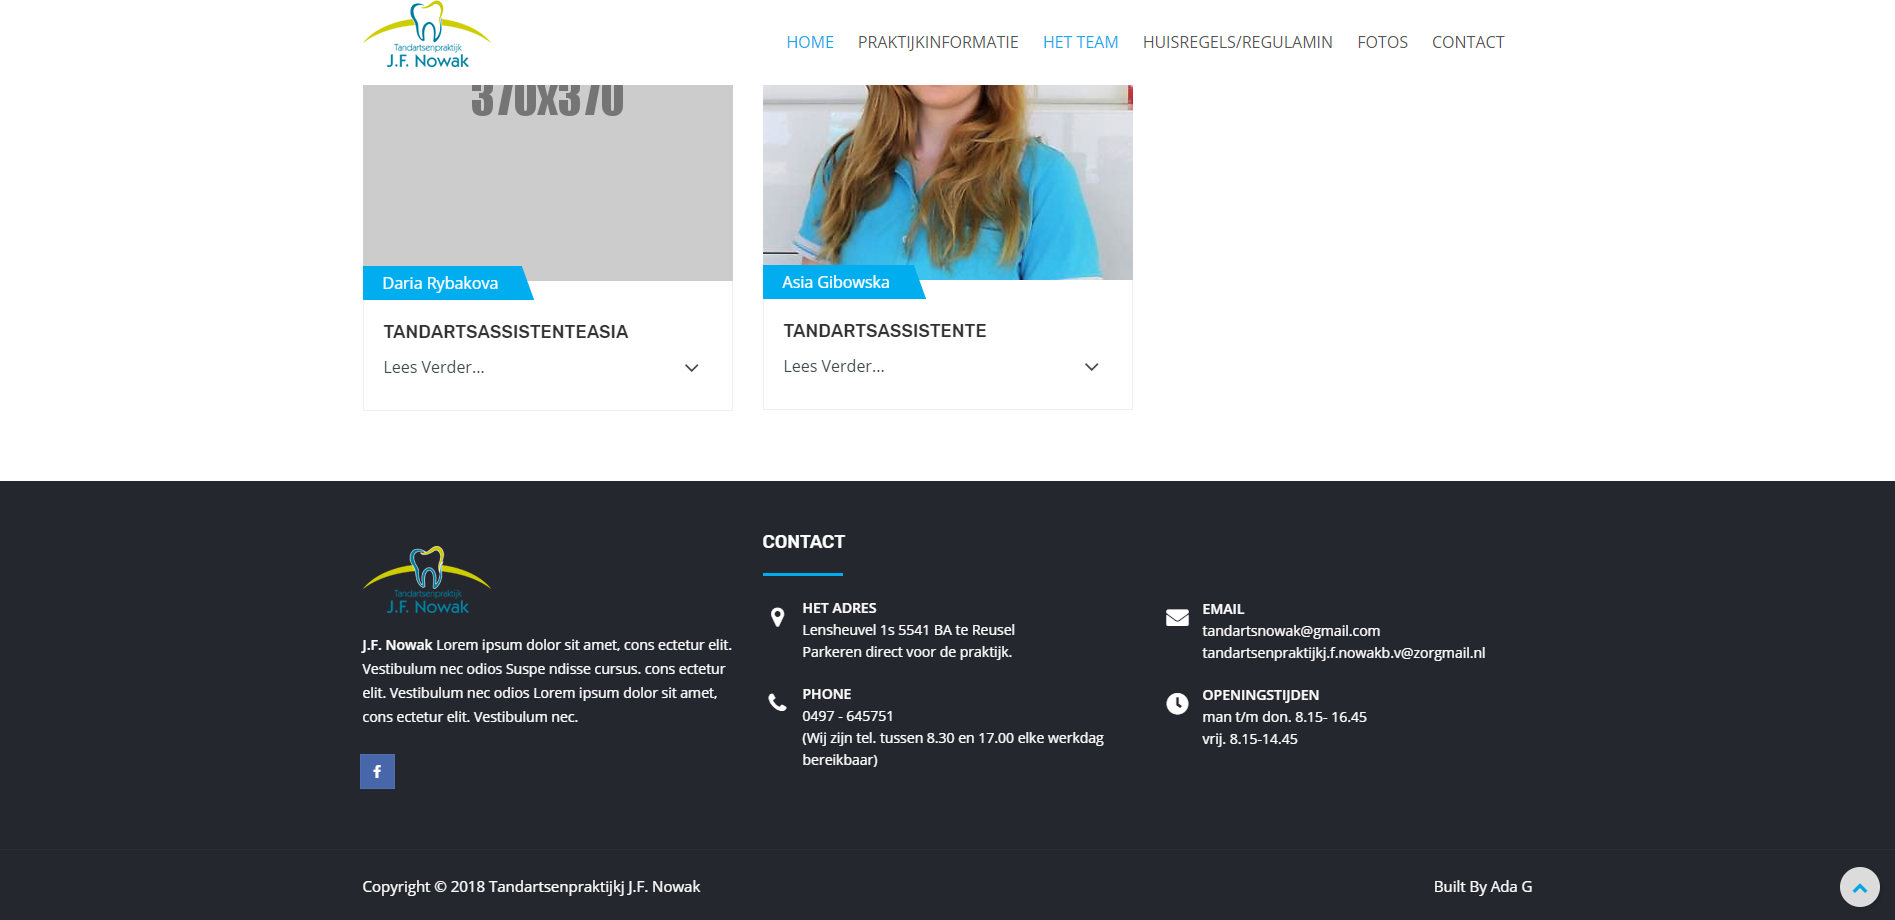 Tandartsenpraktijk
J.F. Nowak
HOME PRAKTIJKINFORMATIE HET TEAM HUISREGELS/REGULAMIN FOTOS CONTACT
370x370
Daria Rybakova
TANDARTSASSISTENTEASIA
Lees Verder...
Asia Gibowska
TANDARTSASSISTENTE
Lees Verder...
Tandartsenpraktijk
J.F. Nowak
J.F. Nowak Lorem ipsum dolor sit amet, cons ectetur elit.
Vestibulum nec odios Suspe ndisse cursus. cons ectetur
elit. Vestibulum nec odios Lorem ipsum dolor sit amet,
cons ectetur elit. Vestibulum nec.
CONTACT
HET ADRES
Lensheuvel 1s 5541 BA te Reusel
Parkeren direct voor de praktijk.
PHONE
0497 - 645751
(Wij zijn tel. tussen 8.30 en 17.00 elke werkdag
bereikbaar)
EMAIL
tandartsnowak@gmail.com
tandartsenpraktijkj.f.nowakb.v@zorgmail.nl
OPENINGSTIJDEN
man t/m don. 8.15- 16.45
vrij. 8.15-14.45
Copyright © 2018 Tandartsenpraktijkj J.F. Nowak
Built By Ada G